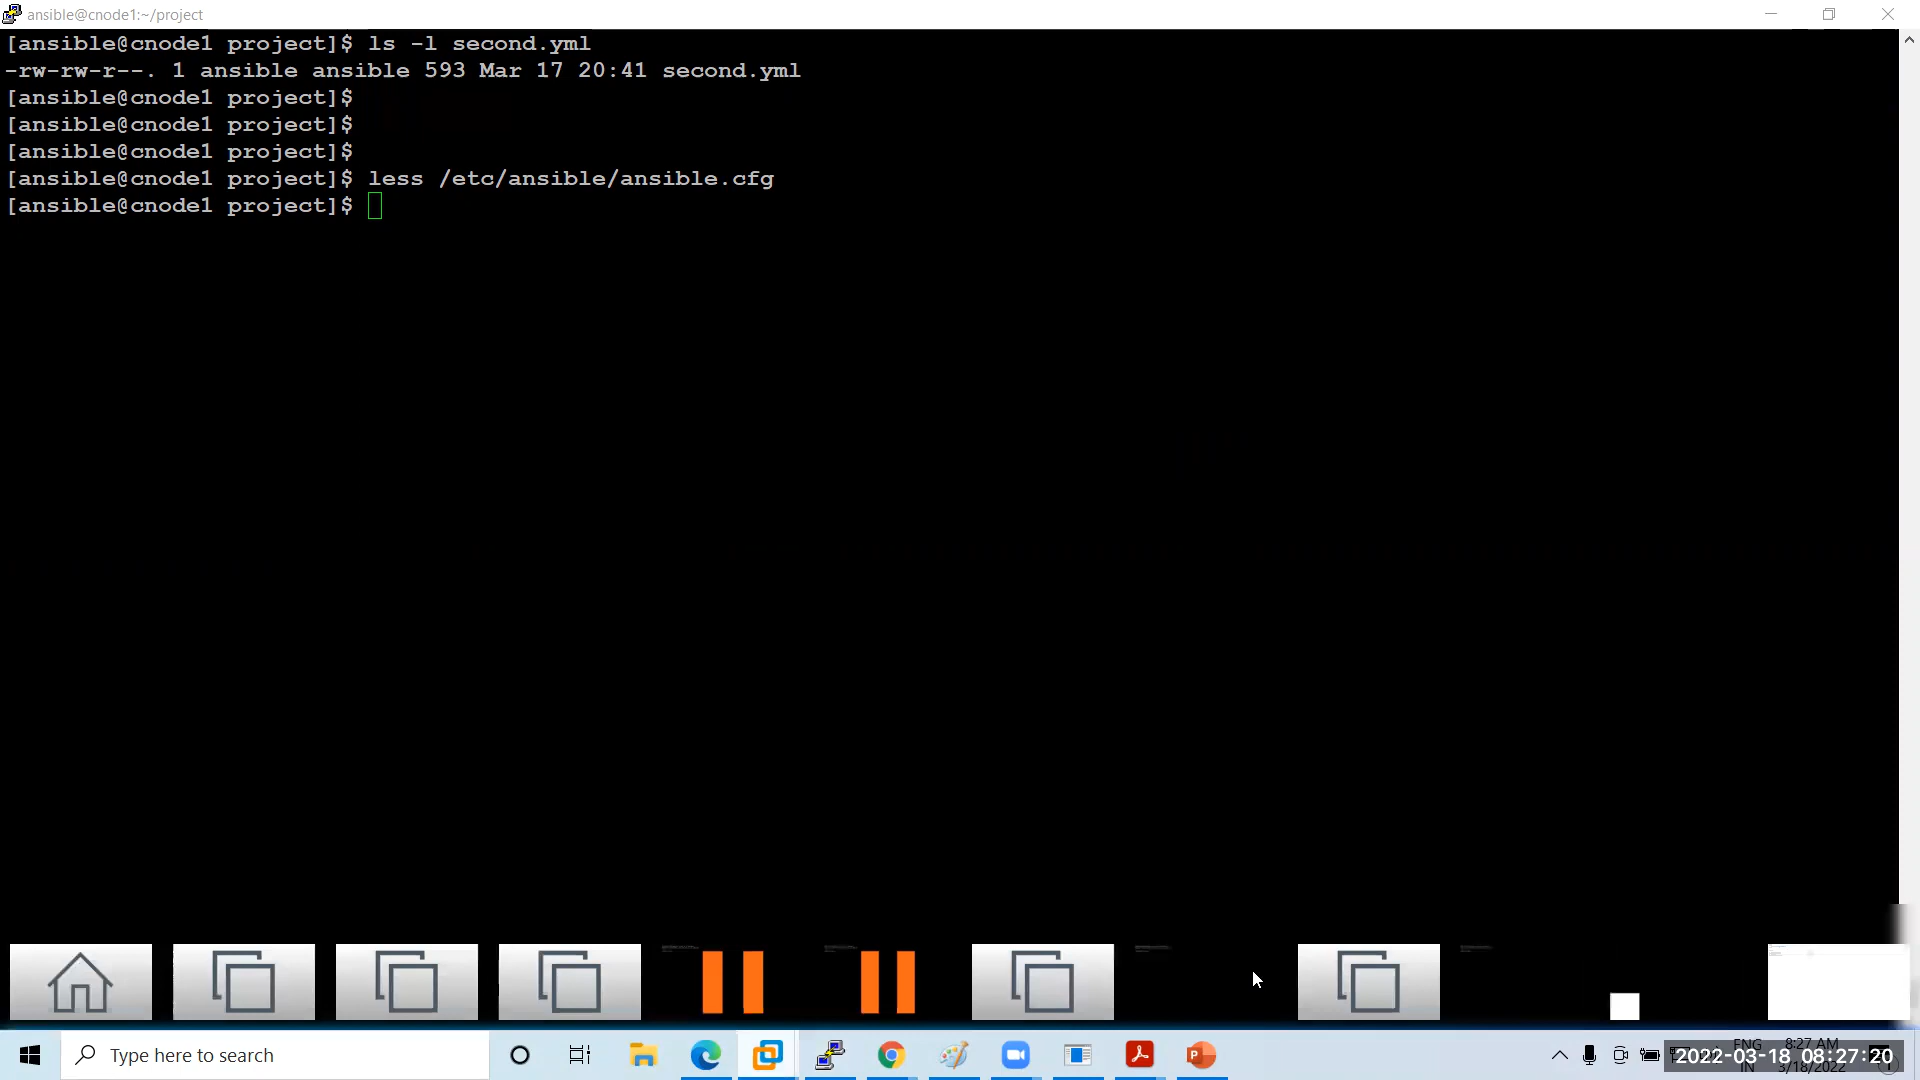 ansible@cnode1:~/project
[ansible@cnode1 project]$ ls -l second.yml
-rw-rw-r--. 1 ansible ansible 593 Mar 17 20:41 second.yml
[ansible@cnode1 project]$
[ansible@cnode1 project]$
[ansible@cnode1 project]$
[ansible@cnode1 project]$ less /etc/ansible/ansible.cfg
[ansible@cnode1 project]$
Type here to search
ENG
IN
8:27 AM
3/18/2022
2022-03-18 08:27:20